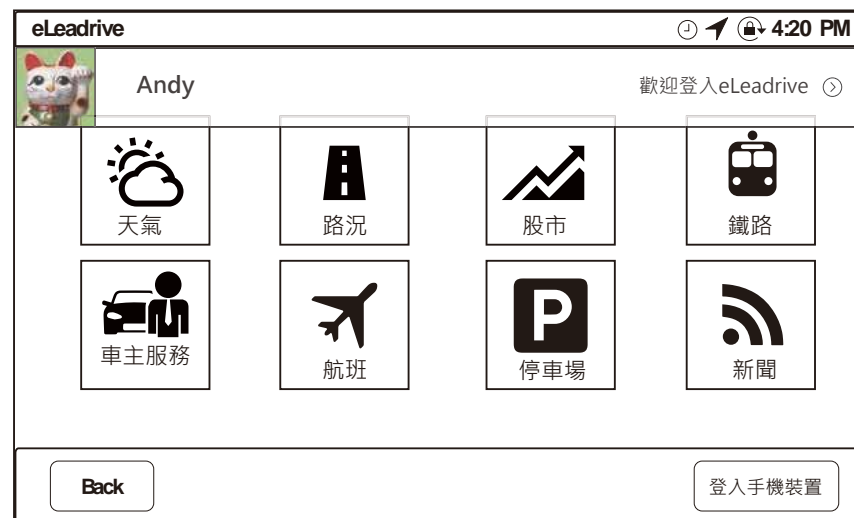 eLeadrive 4:20 PM
Andy 歡迎登入eLeadrive
天氣 路況 股市 鐵路
P
車主服務 航班 停車場 新聞
Back 登入手機裝置